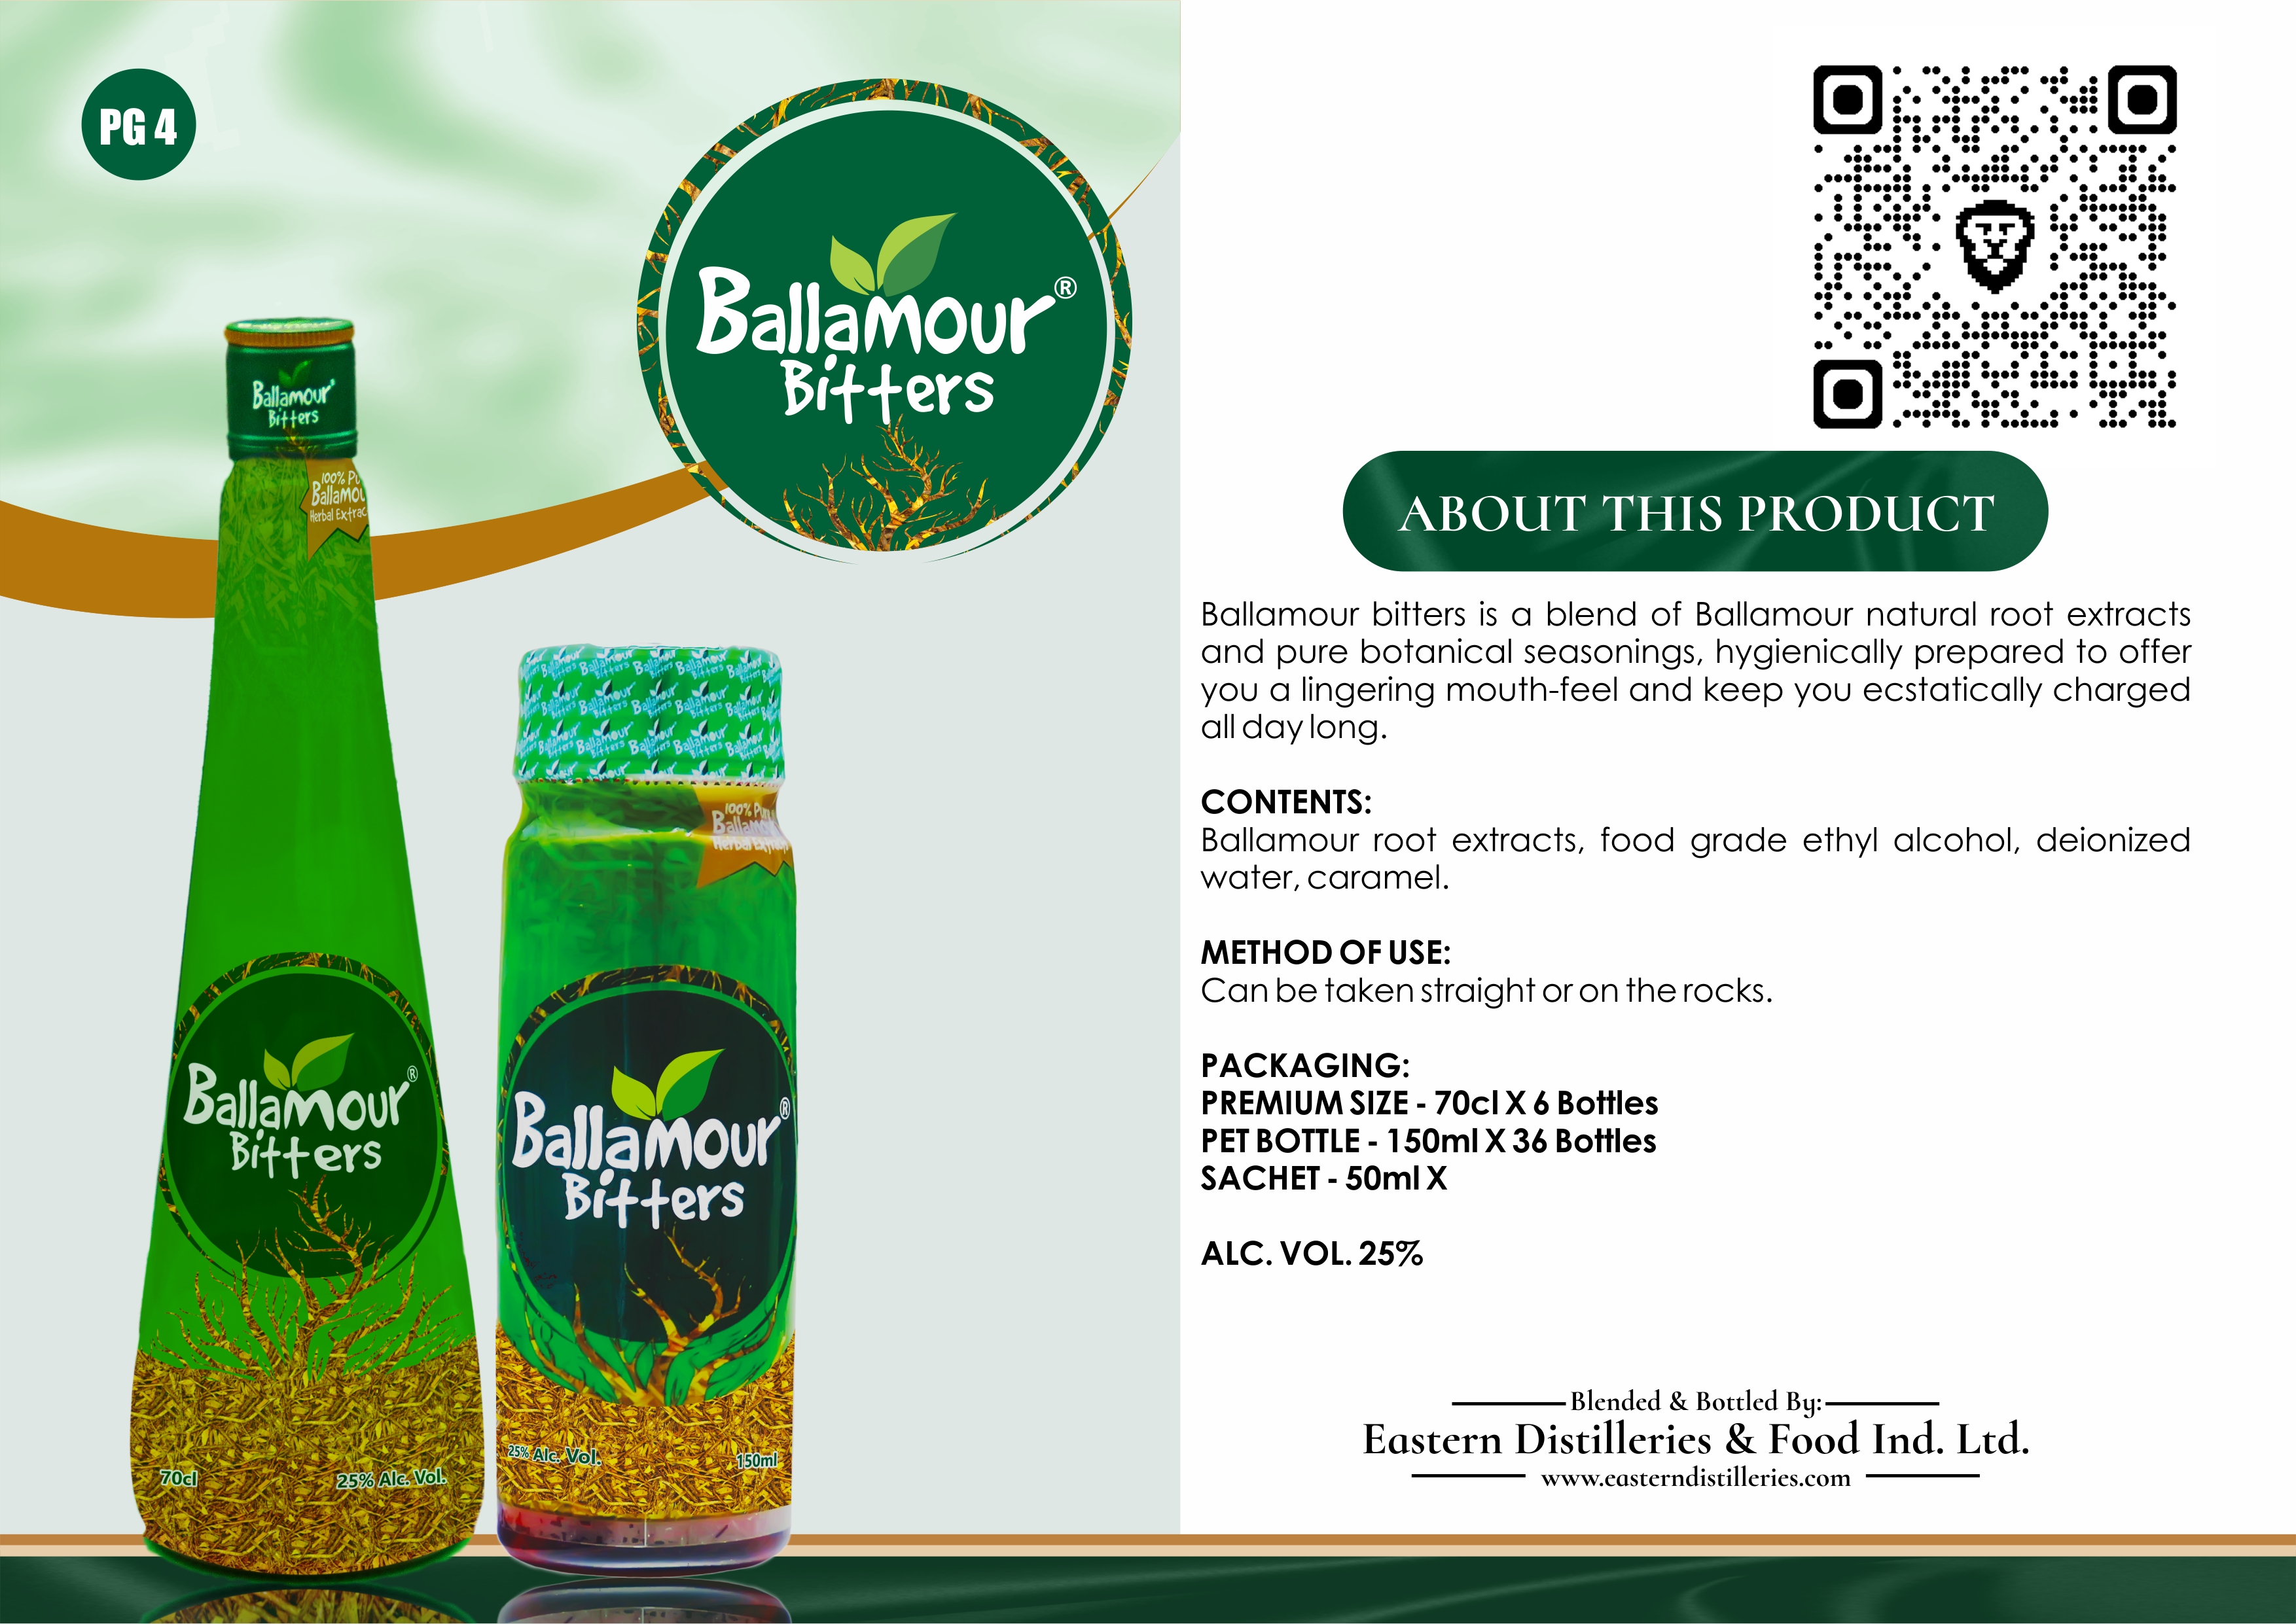 PG 4
Ballamour®
Bitters
Ballamour®
Bitters
100% Pu
Ballamou
Herbal Extrac
Ballamour®
Bitters
70cl
25% Alc. Vol.
100% Pure
Ballamour
Ballamour®
Bitters
25% Alc. Vol.
150ml
ABOUT THIS PRODUCT
Ballamour bitters is a blend of Ballamour natural root extracts
and pure botanical seasonings, hygienically prepared to offer
you a lingering mouth-feel and keep you ecstatically charged
all day long.
CONTENTS:
Ballamour root extracts, food grade ethyl alcohol, deionized
water, caramel.
METHOD OF USE:
Can be taken straight or on the rocks.
PACKAGING:
PREMIUM SIZE - 70cl X 6 Bottles
PET BOTTLE - 150ml X 36 Bottles
SACHET - 50ml X
ALC. VOL. 25%
Blended & Bottled By:
Eastern Distilleries & Food Ind. Ltd.
www.easterndistilleries.com